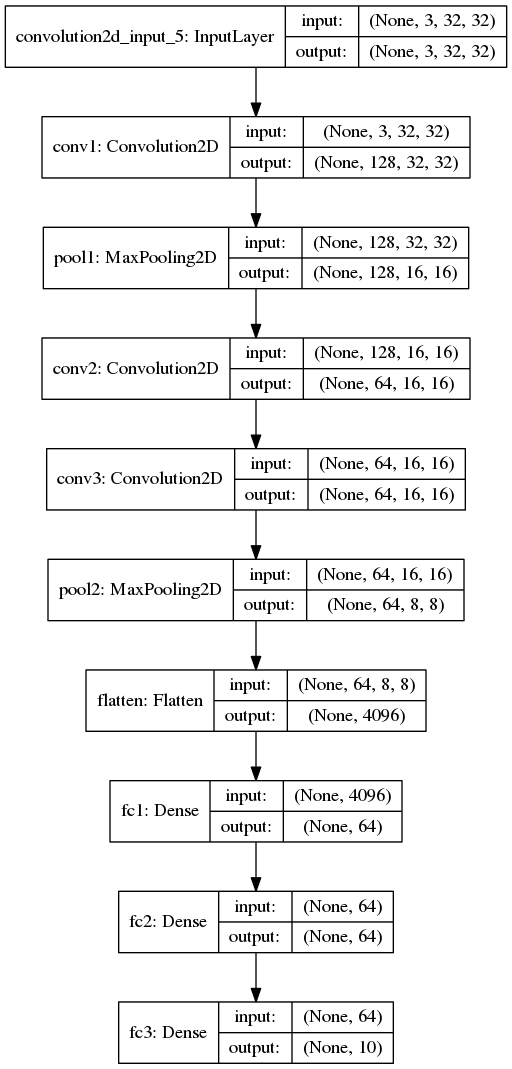 convolution2d_input_5: InputLayer
input: (None, 3, 32, 32)
output: (None, 3, 32, 32)
conv1: Convolution2D
input: (None, 3, 32, 32)
output: (None, 128, 32, 32)
pool1: MaxPooling2D
input: (None, 128, 32, 32)
output: (None, 128, 16, 16)
conv2: Convolution2D
input: (None, 128, 16, 16)
output: (None, 64, 16, 16)
conv3: Convolution2D
input: (None, 64, 16, 16)
output: (None, 64, 16, 16)
pool2: MaxPooling2D
input: (None, 64, 16, 16)
output: (None, 64, 8, 8)
flatten: Flatten
input: (None, 64, 8, 8)
output: (None, 4096)
fc1: Dense
input: (None, 4096)
output: (None, 64)
fc2: Dense
input: (None, 64)
output: (None, 64)
fc3: Dense
input: (None, 64)
output: (None, 10)